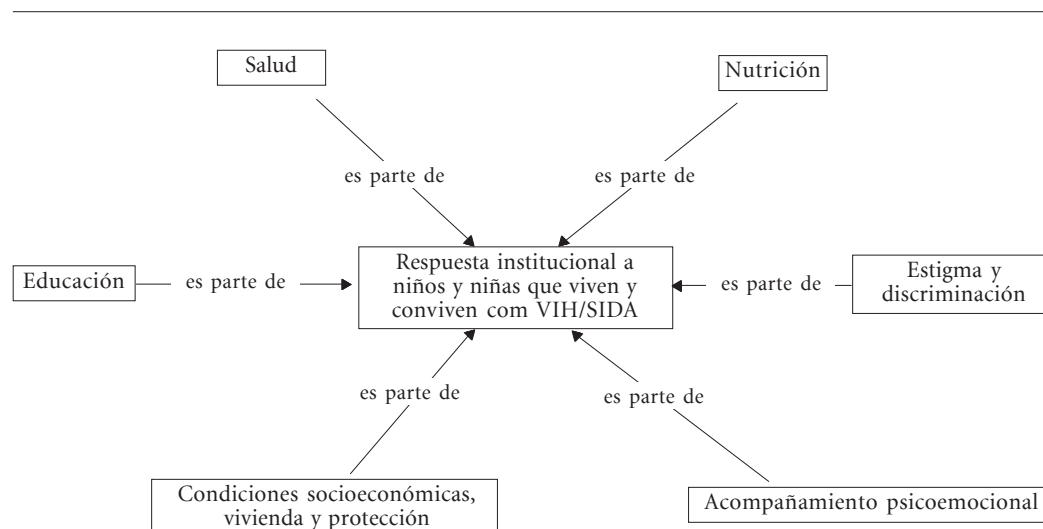 Salud
Nutrición
es parte de
es parte de
Educación
es parte de
Respuesta institucional a
niños y niñas que viven y
conviven com VIH/SIDA
es parte de
Estigma y
discriminación
es parte de
es parte de
Condiciones socioeconómicas,
vivienda y protección
Acompañamiento psicoemocional